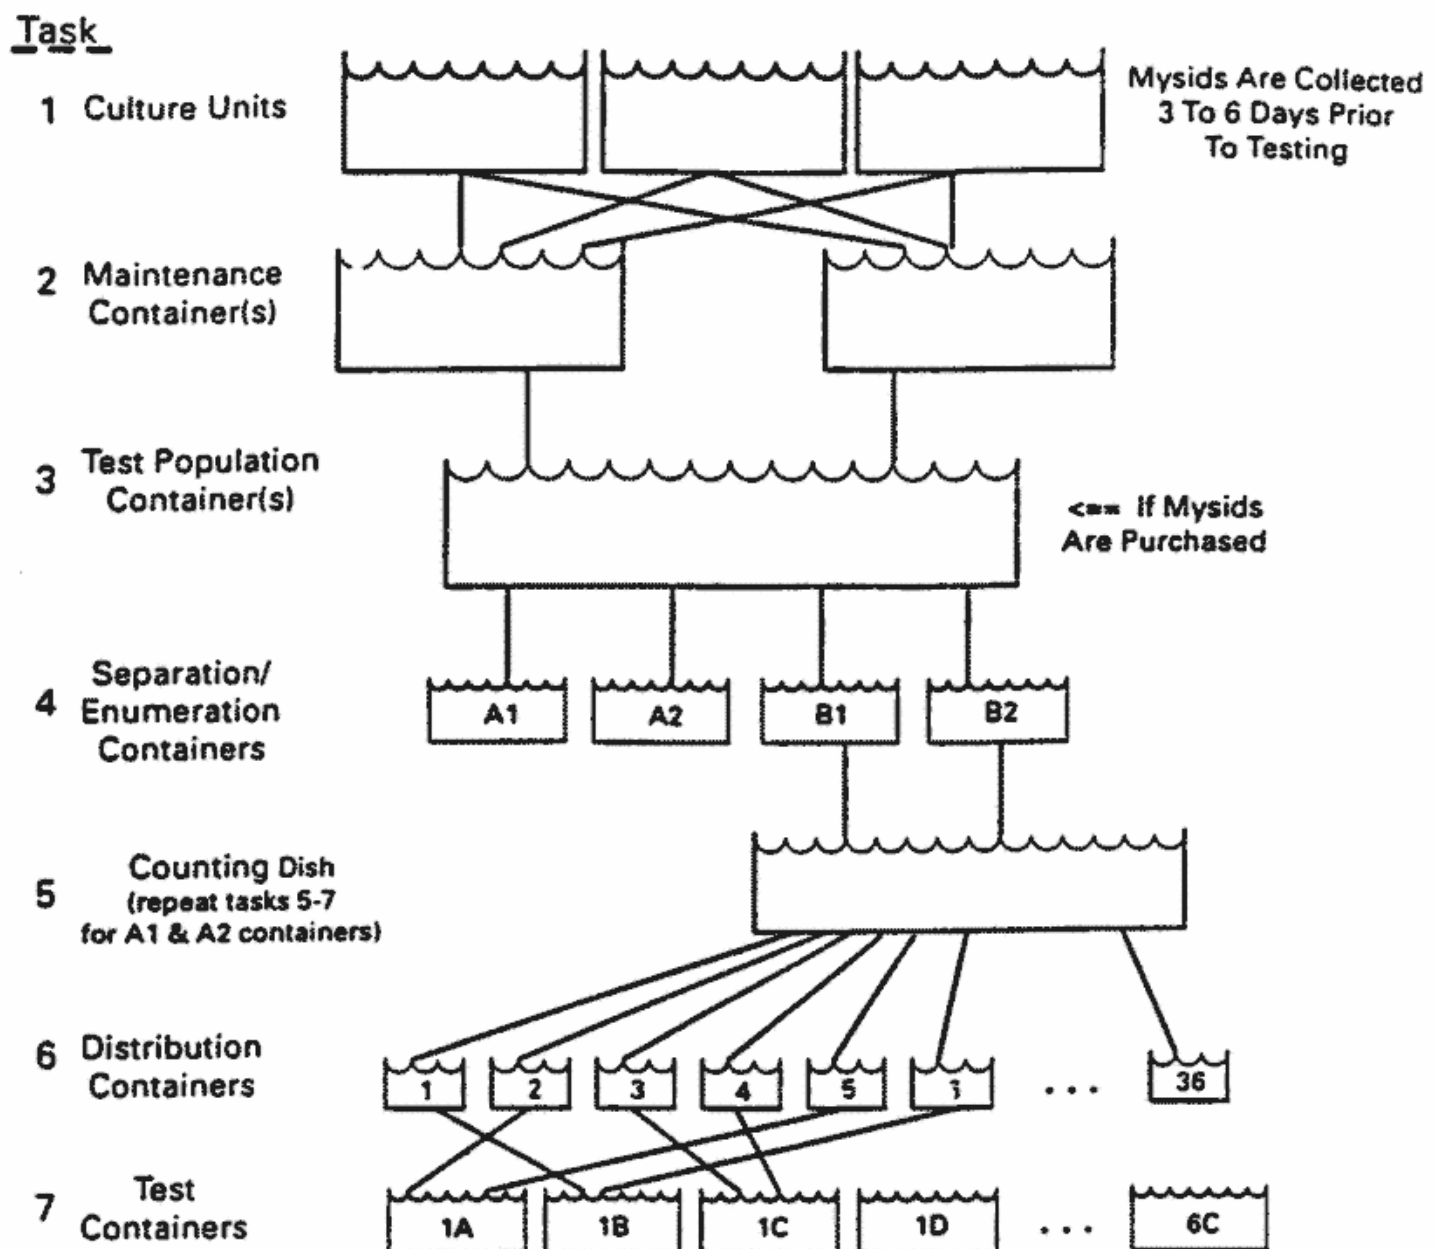 Task
1 Culture Units
Mysids Are Collected
3 To 6 Days Prior
To Testing
2 Maintenance
Container(s)
3 Test Population
Container(s)
<== If Mysids
Are Purchased
4 Separation/
Enumeration
Containers
A1 A2 B1 B2
5 Counting Dish
(repeat tasks 5-7
for A1 & A2 containers)
6 Distribution
Containers
1 2 3 4 5 ... 36
7 Test
Containers
1A 1B 1C 1D ... 6C